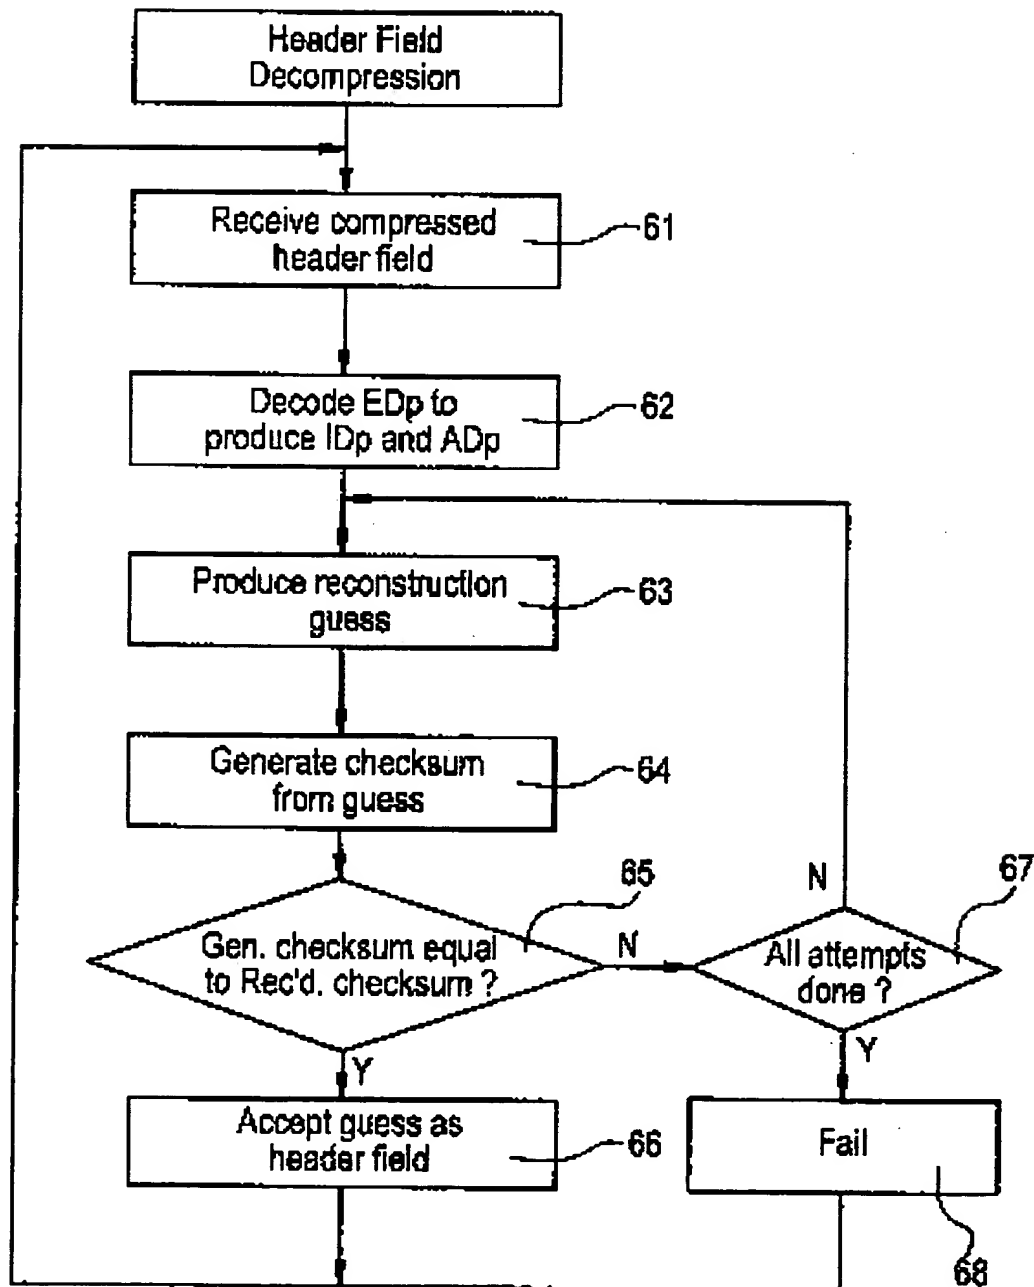 Header Field
Decompression
Receive compressed
header field
61
Decode EDp to
produce IDp and ADp
62
Produce reconstruction
guess
63
Generate checksum
from guess
64
65
Gen. checksum equal
to Rec'd. checksum ?
N
Y
67
All attempts
done ?
N
Y
Accept guess as
header field
66
Fail
68